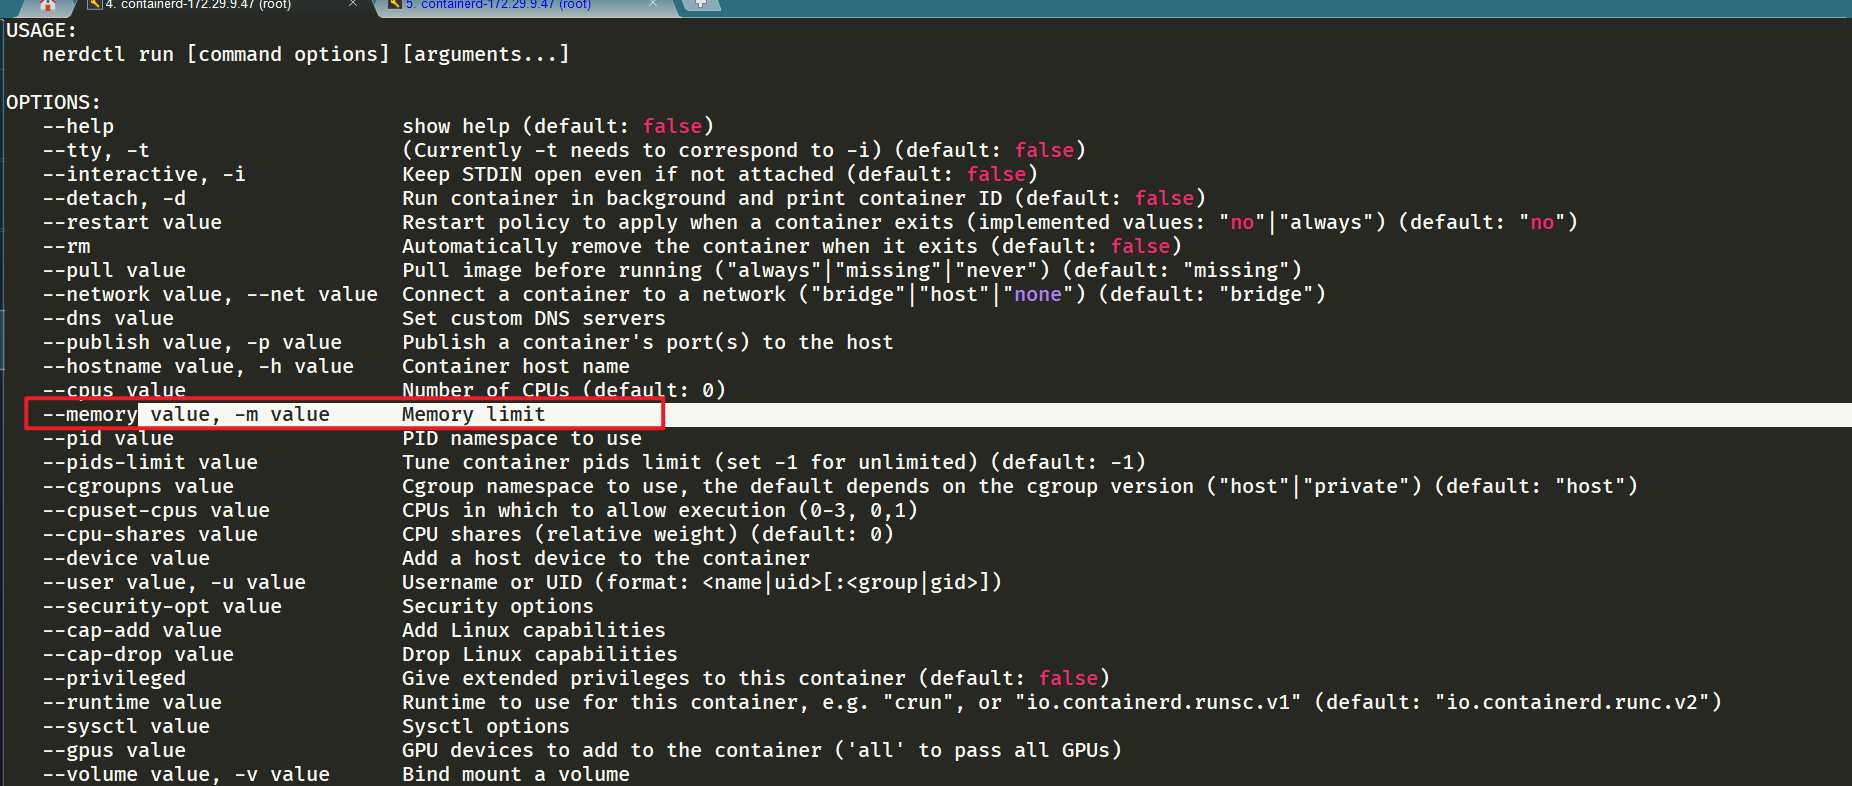 4. containerd-172.29.9.47 (root) × 5. containerd-172.29.9.47 (root) ×
USAGE:
nerdctl run [command options] [arguments...]
OPTIONS:
--help show help (default: false)
--tty, -t (Currently -t needs to correspond to -i) (default: false)
--interactive, -i Keep STDIN open even if not attached (default: false)
--detach, -d Run container in background and print container ID (default: false)
--restart value Restart policy to apply when a container exits (implemented values: "no"|"always") (default: "no")
--rm Automatically remove the container when it exits (default: false)
--pull value Pull image before running ("always"|"missing"|"never") (default: "missing")
--network value, --net value Connect a container to a network ("bridge"|"host"|"none") (default: "bridge")
--dns value Set custom DNS servers
--publish value, -p value Publish a container's port(s) to the host
--hostname value, -h value Container host name
--cpus value Number of CPUs (default: 0)
--memory value, -m value Memory limit
--pid value PID namespace to use
--pids-limit value Tune container pids limit (set -1 for unlimited) (default: -1)
--cgroupns value Cgroup namespace to use, the default depends on the cgroup version ("host"|"private") (default: "host")
--cpuset-cpus value CPUs in which to allow execution (0-3, 0,1)
--cpu-shares value CPU shares (relative weight) (default: 0)
--device value Add a host device to the container
--user value, -u value Username or UID (format: <name|uid>[:<group|gid>])
--security-opt value Security options
--cap-add value Add Linux capabilities
--cap-drop value Drop Linux capabilities
--privileged Give extended privileges to this container (default: false)
--runtime value Runtime to use for this container, e.g. "crun", or "io.containerd.runsc.v1" (default: "io.containerd.runc.v2")
--sysctl value Sysctl options
--gpus value GPU devices to add to the container ('all' to pass all GPUs)
--volume value, -v value Bind mount a volume